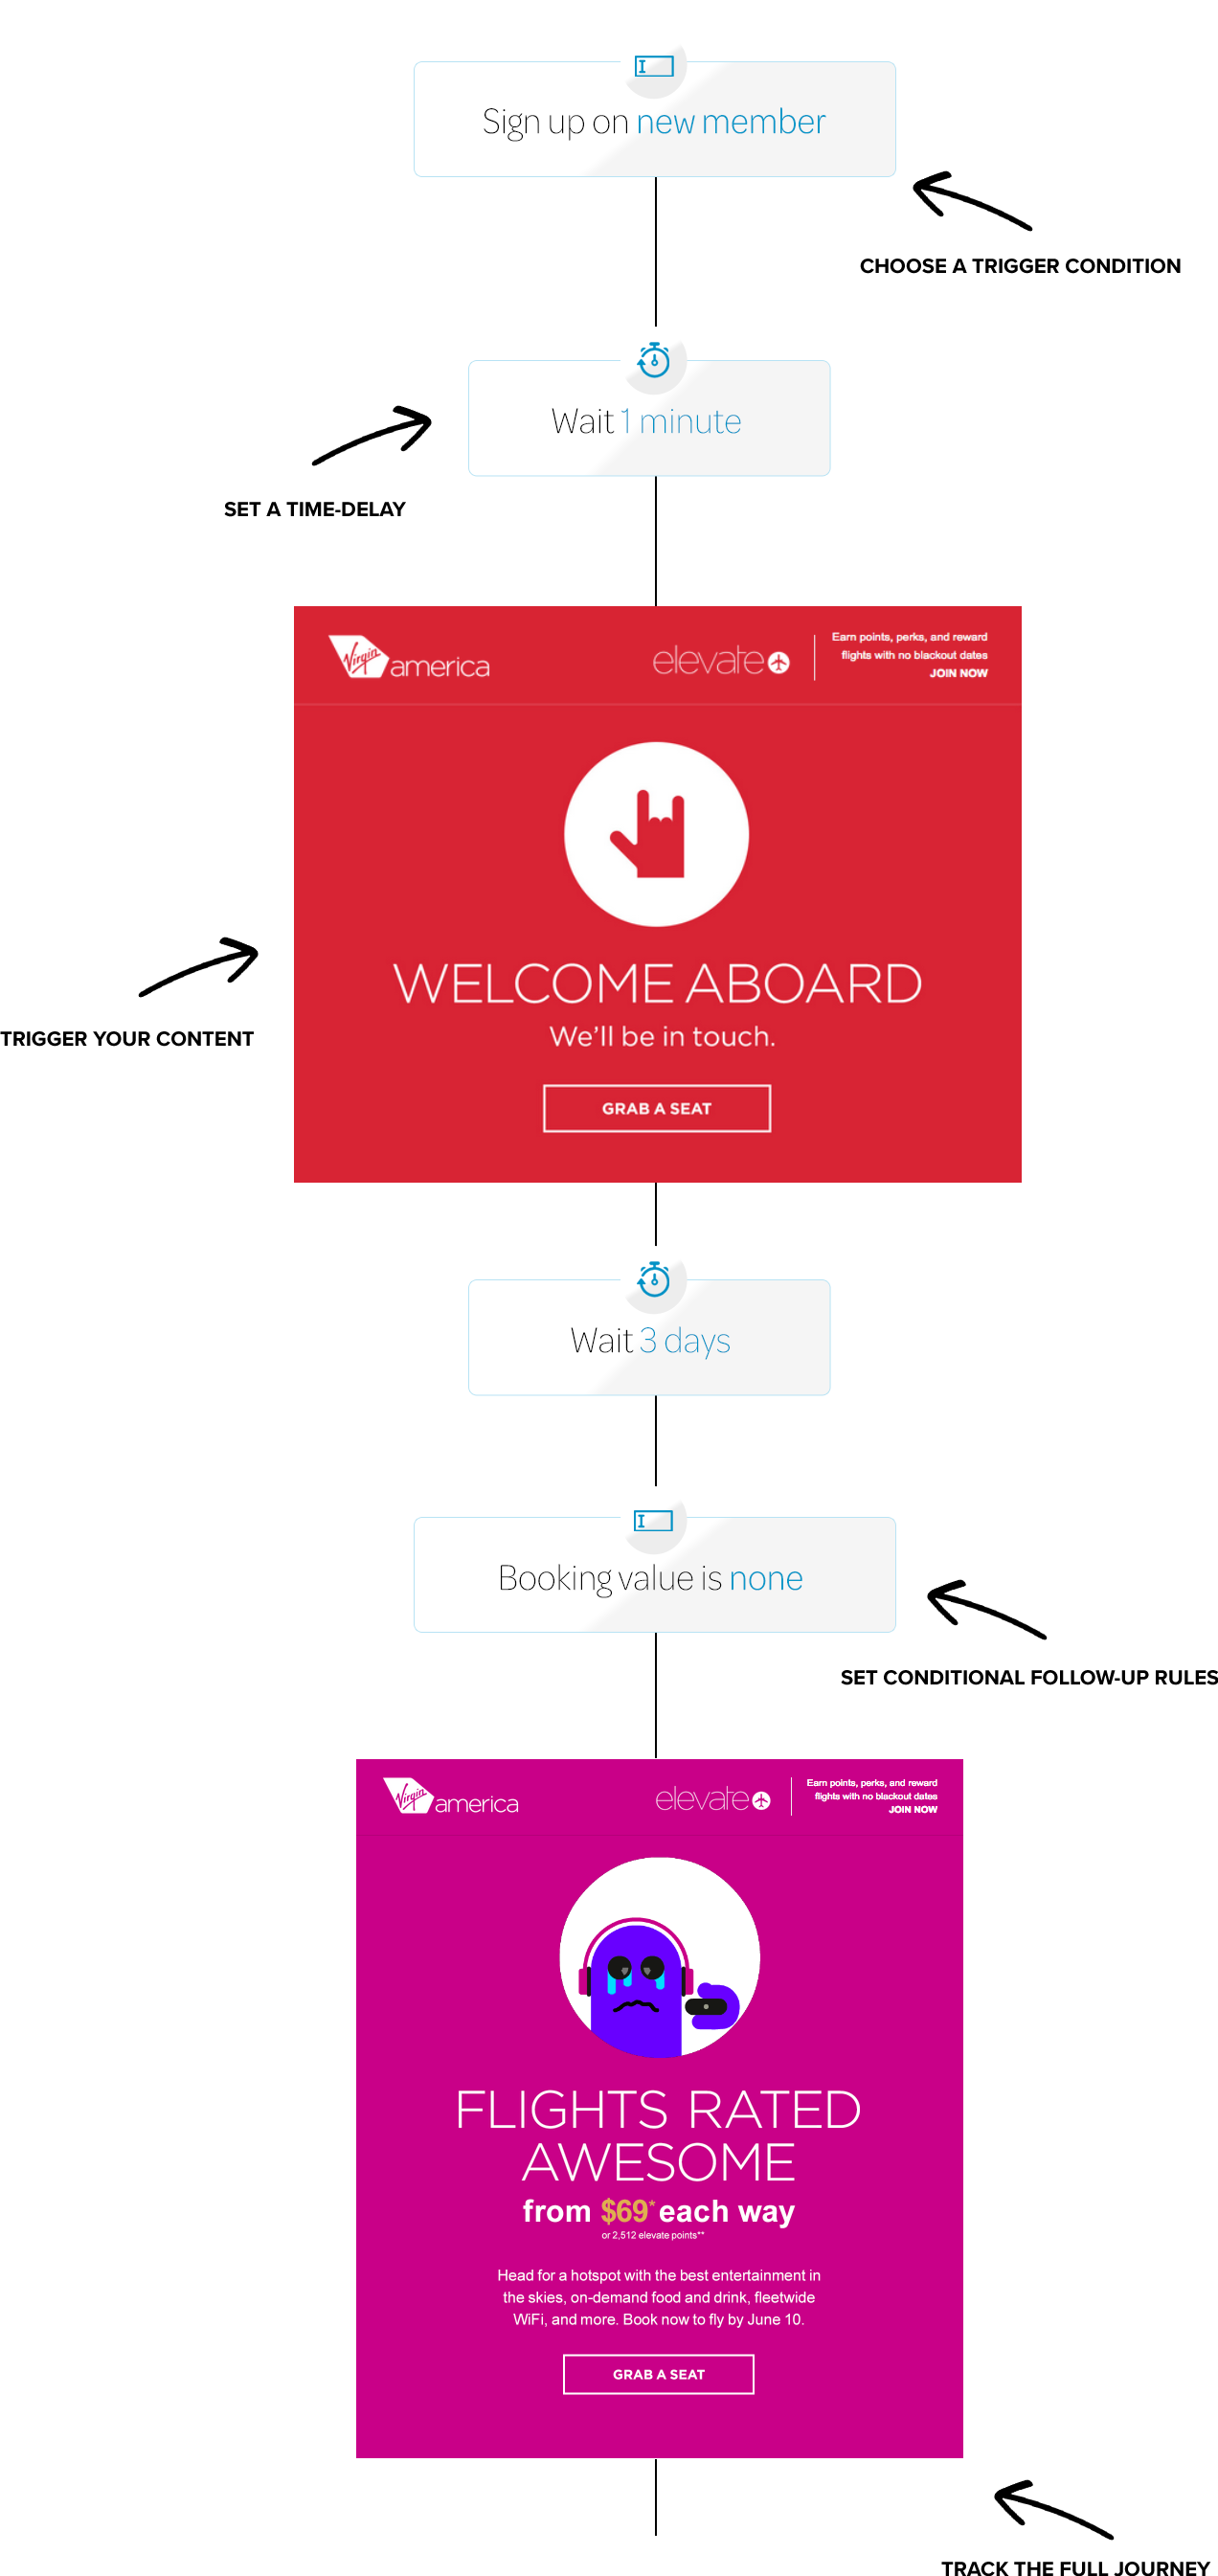 Sign up on new member
CHOOSE A TRIGGER CONDITION
Wait 1 minute
SET A TIME-DELAY
Virgin america
elevate
Earn points, perks, and reward
flights with no blackout dates
JOIN NOW
WELCOME ABOARD
We'll be in touch.
TRIGGER YOUR CONTENT
GRAB A SEAT
Wait 3 days
Booking value is none
SET CONDITIONAL FOLLOW-UP RULES
Virgin america
elevate
Earn points, perks, and reward
flights with no blackout dates
JOIN NOW
FLIGHTS RATED
AWESOME
from $69* each way
or 2,512 elevate points**
Head for a hotspot with the best entertainment in
the skies, on-demand food and drink, fleetwide
WiFi, and more. Book now to fly by June 10.
GRAB A SEAT
TRACK THE FULL JOURNEY